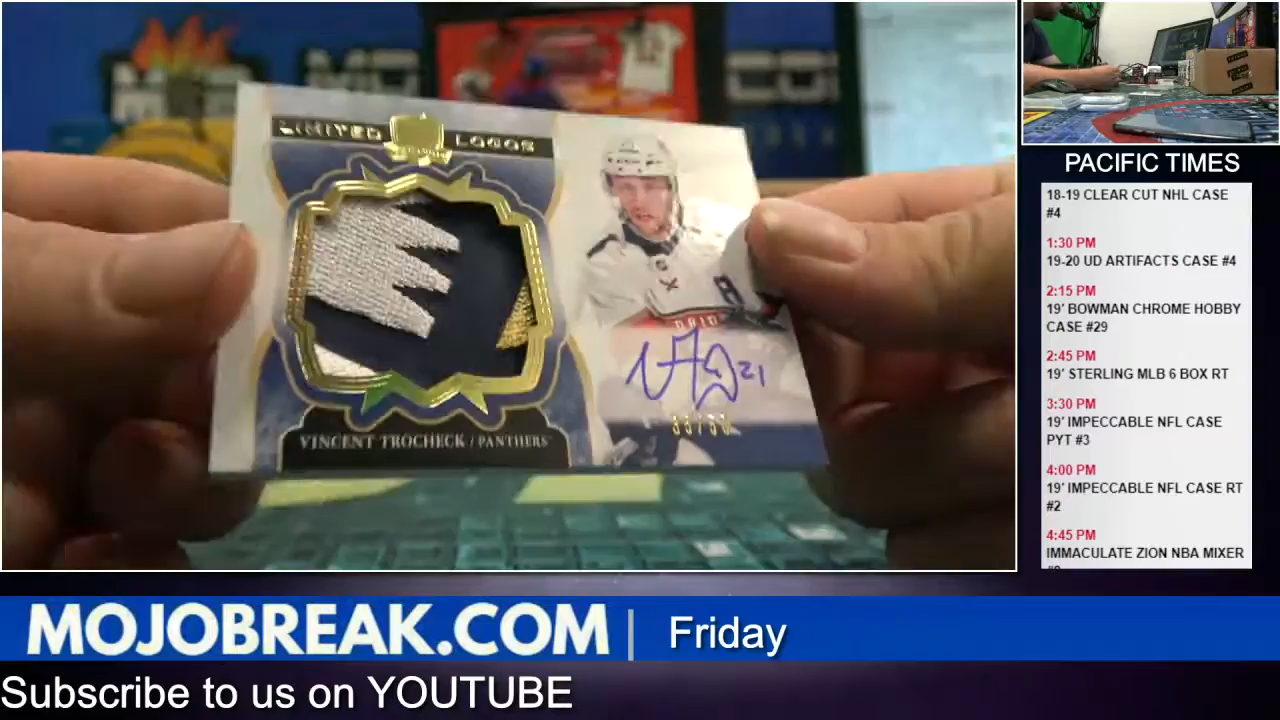 LIMITED LOGOS
VINCENT TROCHECK / PANTHERS
21
PACIFIC TIMES
18-19 CLEAR CUT NHL CASE
#4
1:30 PM
19-20 UD ARTIFACTS CASE #4
2:15 PM
19' BOWMAN CHROME HOBBY
CASE #29
2:45 PM
19' STERLING MLB 6 BOX RT
3:30 PM
19' IMPECCABLE NFL CASE
PYT #3
4:00 PM
19' IMPECCABLE NFL CASE RT
#2
4:45 PM
IMMACULATE ZION NBA MIXER
MOJOBREAK.COM | Friday
Subscribe to us on YOUTUBE